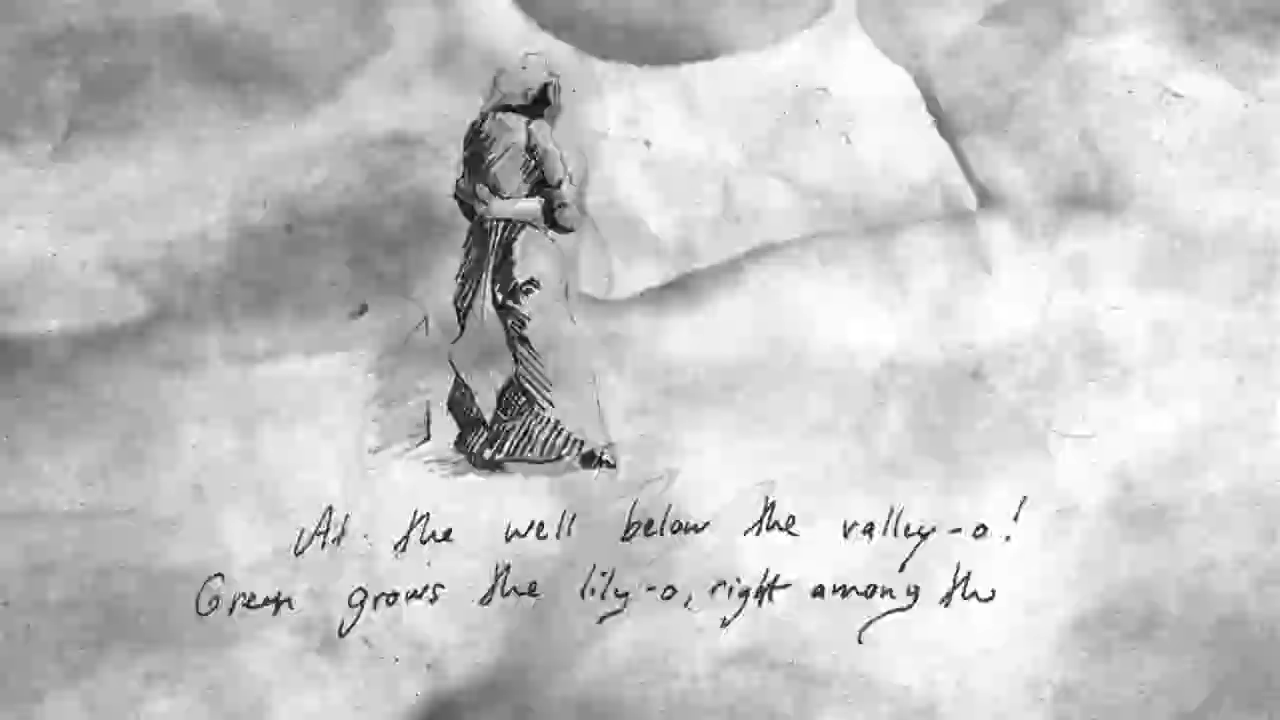 At the well below the valley-o!
Green grows the lily-o, right among the